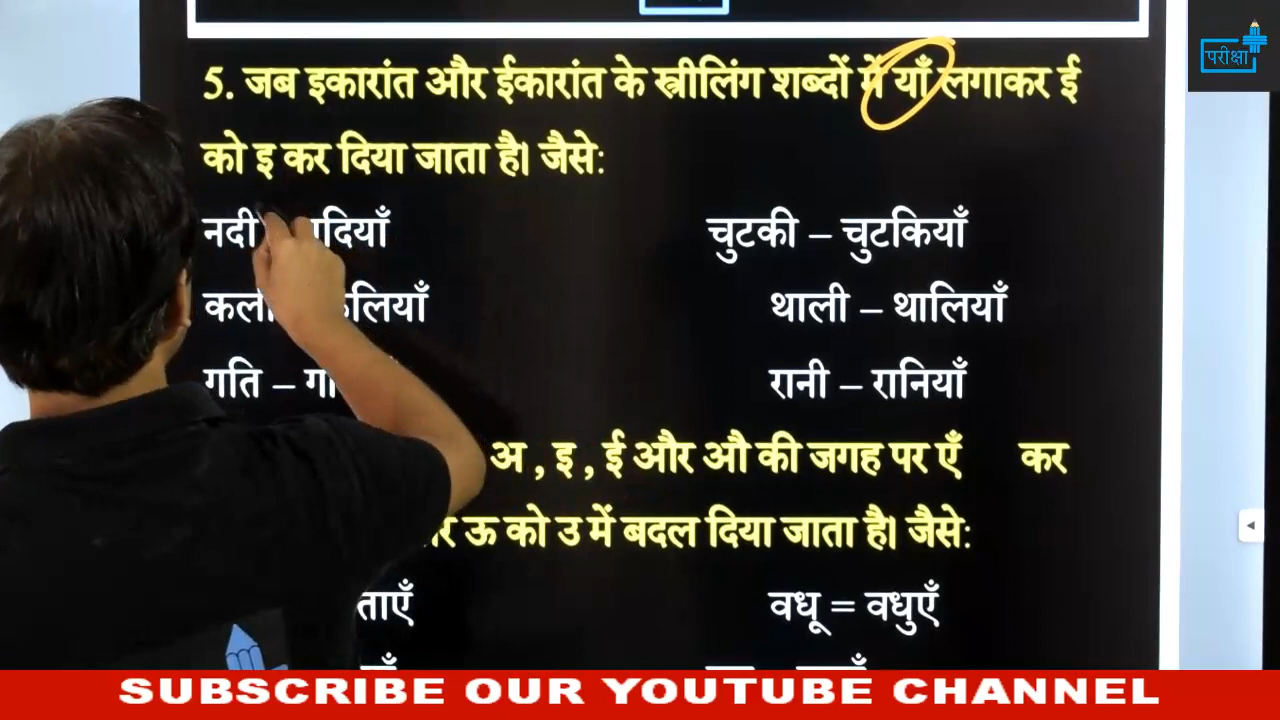 परीक्षा
5. जब इकारांत और ईकारांत के स्त्रीलिंग शब्दों में याँ लगाकर ई
को इ कर दिया जाता है। जैसे:
नदी चुटकी – चुटकियाँ
थाली – थालियाँ
गति – रानी – रानियाँ
अ , इ , ई और औ की जगह पर एँ कर
ऊ को उ में बदल दिया जाता है। जैसे:
वधू = वधुएँ
SUBSCRIBE OUR YOUTUBE CHANNEL